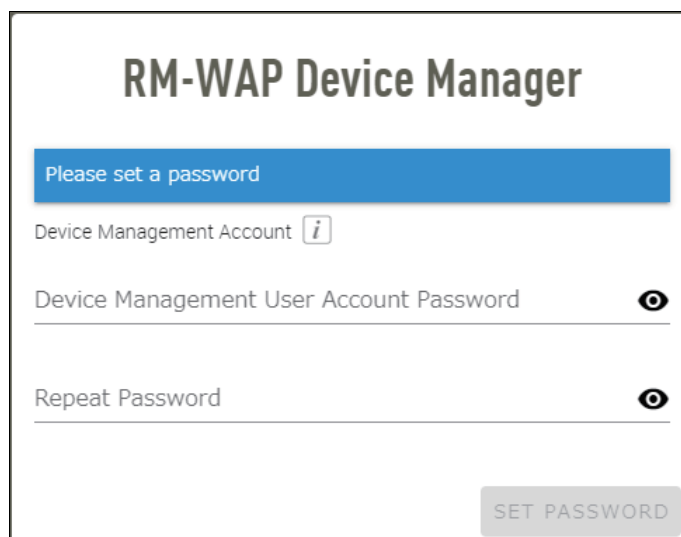 RM-WAP Device Manager
Please set a password
Device Management Account i
Device Management User Account Password
Repeat Password
SET PASSWORD